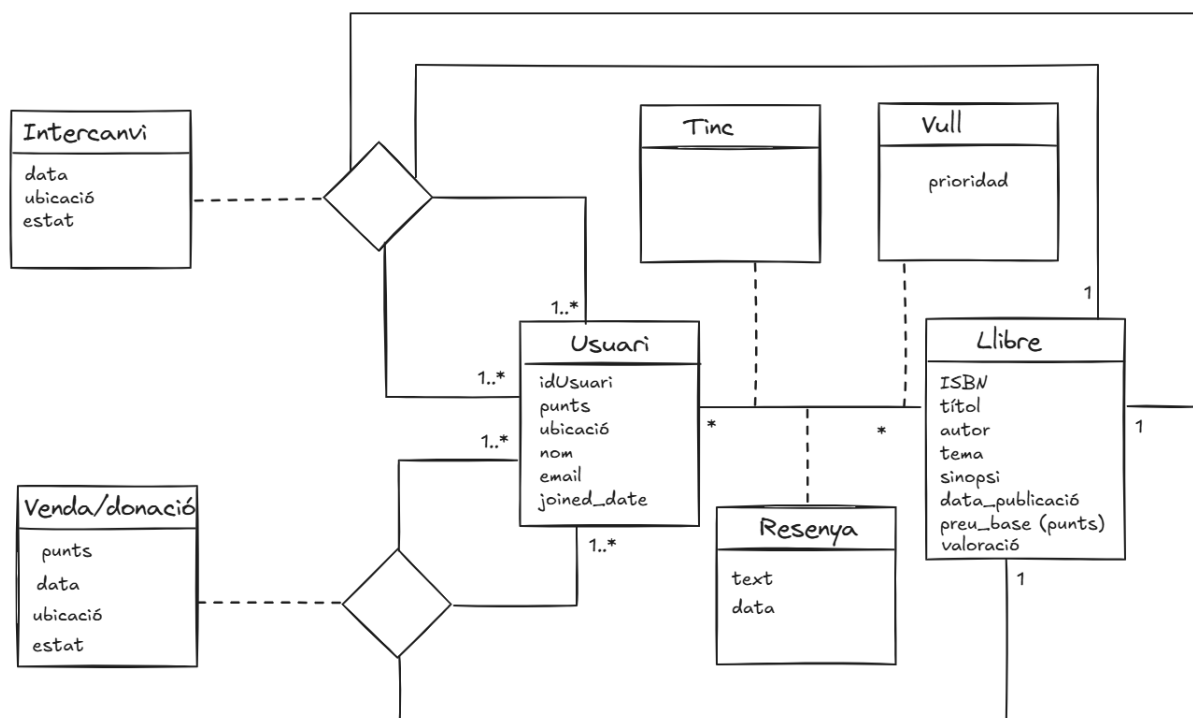 Intercanvi
data
ubicació
estat
Tinc
Vull
prioridad
1..*
1..*
1..*
1..*
Usuari
idUsuari
punts
ubicació
nom
email
joined_date
*
*
1
1
1
Llibre
ISBN
títol
autor
tema
sinopsi
data_publicació
preu_base (punts)
valoració
Venda/donació
punts
data
ubicació
estat
Resenya
text
data